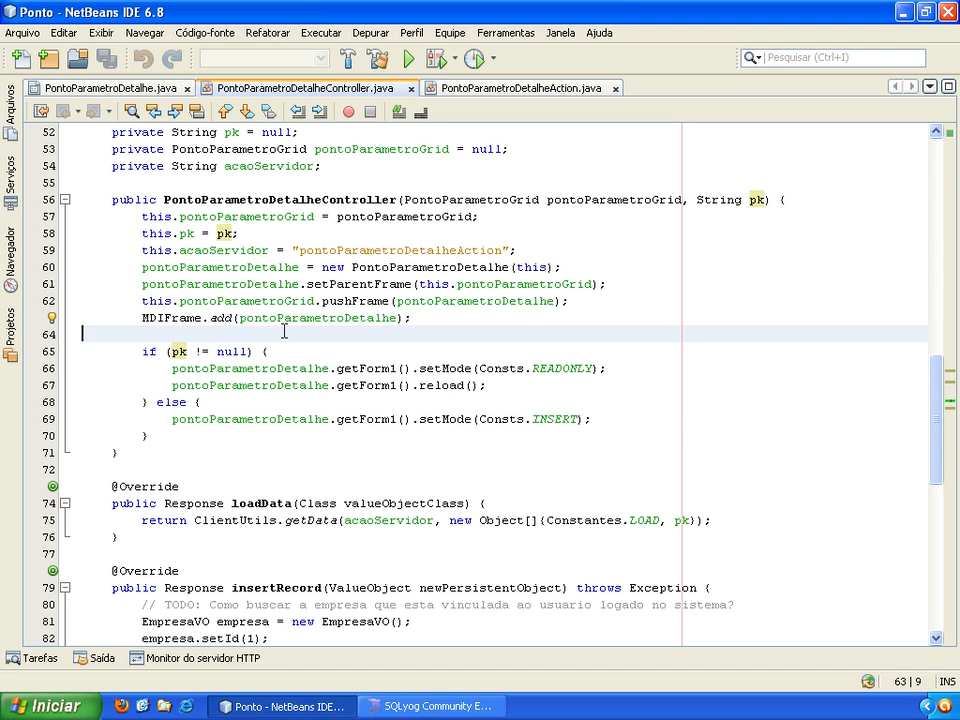 Ponto - NetBeans IDE 6.8
Arquivo Editar Exibir Navegar Código-fonte Refatorar Executar Depurar Perfil Equipe Ferramentas Janela Ajuda
Pesquisar (Ctrl+I)
PontoParametroDetalhe.java PontoParametroDetalheController.java PontoParametroDetalheAction.java
Arquivos
Serviços
Navegador
Projetos
52 private String pk = null;
53 private PontoParametroGrid pontoParametroGrid = null;
54 private String acaoServidor;
55
56 public PontoParametroDetalheController(PontoParametroGrid pontoParametroGrid, String pk) {
57 this.pontoParametroGrid = pontoParametroGrid;
58 this.pk = pk;
59 this.acaoServidor = "pontoParametroDetalheAction";
60 pontoParametroDetalhe = new PontoParametroDetalhe(this);
61 pontoParametroDetalhe.setParentFrame(this.pontoParametroGrid);
62 this.pontoParametroGrid.pushFrame(pontoParametroDetalhe);
MDIFrame.add(pontoParametroDetalhe);
64
65 if (pk != null) {
66 pontoParametroDetalhe.getForm1().setMode(Consts.READONLY);
67 pontoParametroDetalhe.getForm1().reload();
68 } else {
69 pontoParametroDetalhe.getForm1().setMode(Consts.INSERT);
70 }
71 }
72
@Override
74 public Response loadData(Class valueObjectClass) {
75 return ClientUtils.getData(acaoServidor, new Object[]{Constantes.LOAD, pk});
76 }
77
@Override
79 public Response insertRecord(ValueObject newPersistentObject) throws Exception {
80 // TODO: Como buscar a empresa que esta vinculada ao usuario logado no sistema?
81 EmpresaVO empresa = new EmpresaVO();
82 empresa.setId(1);
Tarefas Saída Monitor do servidor HTTP
63 | 9 INS
Iniciar Ponto - NetBeans IDE... SQLyog Community E...